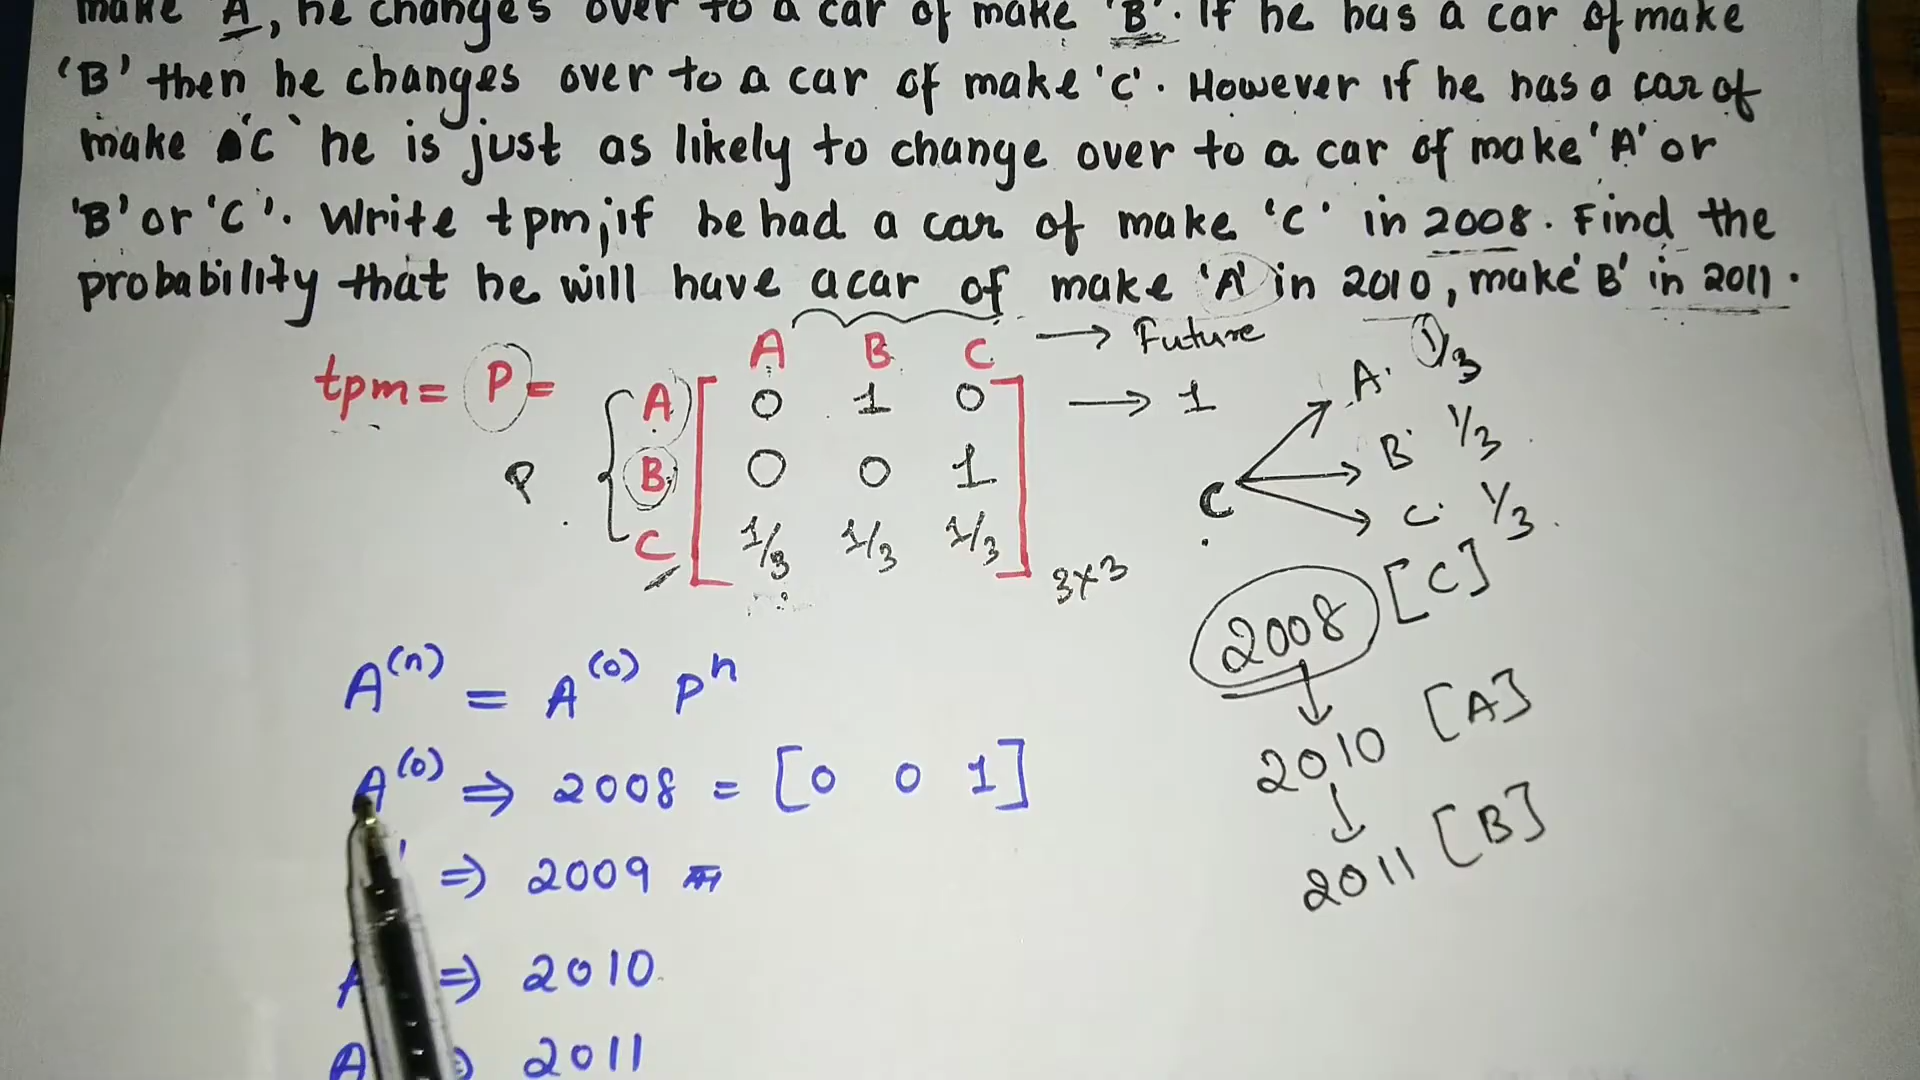 make 'A', he changes over to a car of make 'B'. If he has a car of make
'B' then he changes over to a car of make 'c'. However if he has a car of
make 'c' he is just as likely to change over to a car of make 'A' or
'B' or 'c'. Write tpm, if he had a car of make 'c' in 2008. Find the
probability that he will have a car of make 'A' in 2010, make 'B' in 2011.
A B C → Future
tpm = P =
A 0 1 0 → 1
B 0 0 1
C 1/3 1/3 1/3
3×3
P
C
A 1/3
B 1/3
C 1/3
2008 [C]
↓
2010 [A]
↓
2011 [B]
A^(n) = A^(0) P^n
A^(0) ⇒ 2008 = [0 0 1]
⇒ 2009
A ⇒ 2010
A 2011